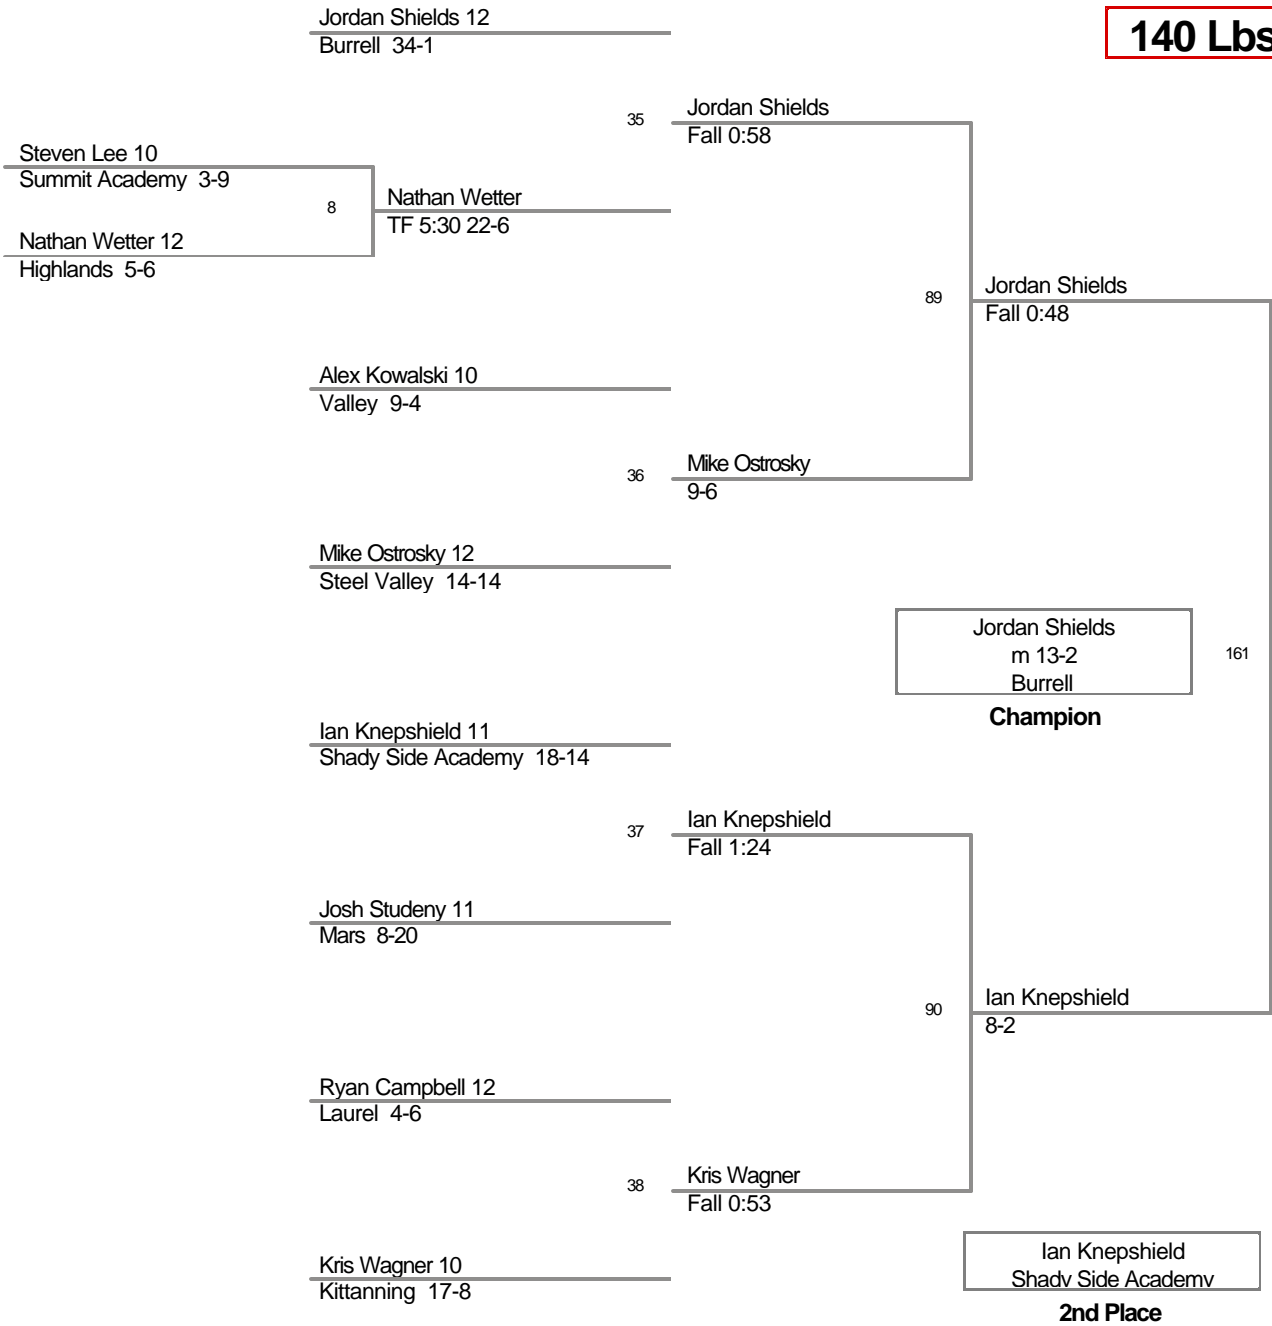 Jordan Shields 12
Burrell 34-1
140 Lbs
35
Jordan Shields
Fall 0:58
Steven Lee 10
Summit Academy 3-9
8
Nathan Wetter
TF 5:30 22-6
Nathan Wetter 12
Highlands 5-6
89
Jordan Shields
Fall 0:48
Alex Kowalski 10
Valley 9-4
36
Mike Ostrosky
9-6
Mike Ostrosky 12
Steel Valley 14-14
Jordan Shields
m 13-2
Burrell
161
Champion
Ian Knepshield 11
Shady Side Academy 18-14
37
Ian Knepshield
Fall 1:24
Josh Studeny 11
Mars 8-20
90
Ian Knepshield
8-2
Ryan Campbell 12
Laurel 4-6
38
Kris Wagner
Fall 0:53
Kris Wagner 10
Kittanning 17-8
Ian Knepshield
Shady Side Academy
2nd Place